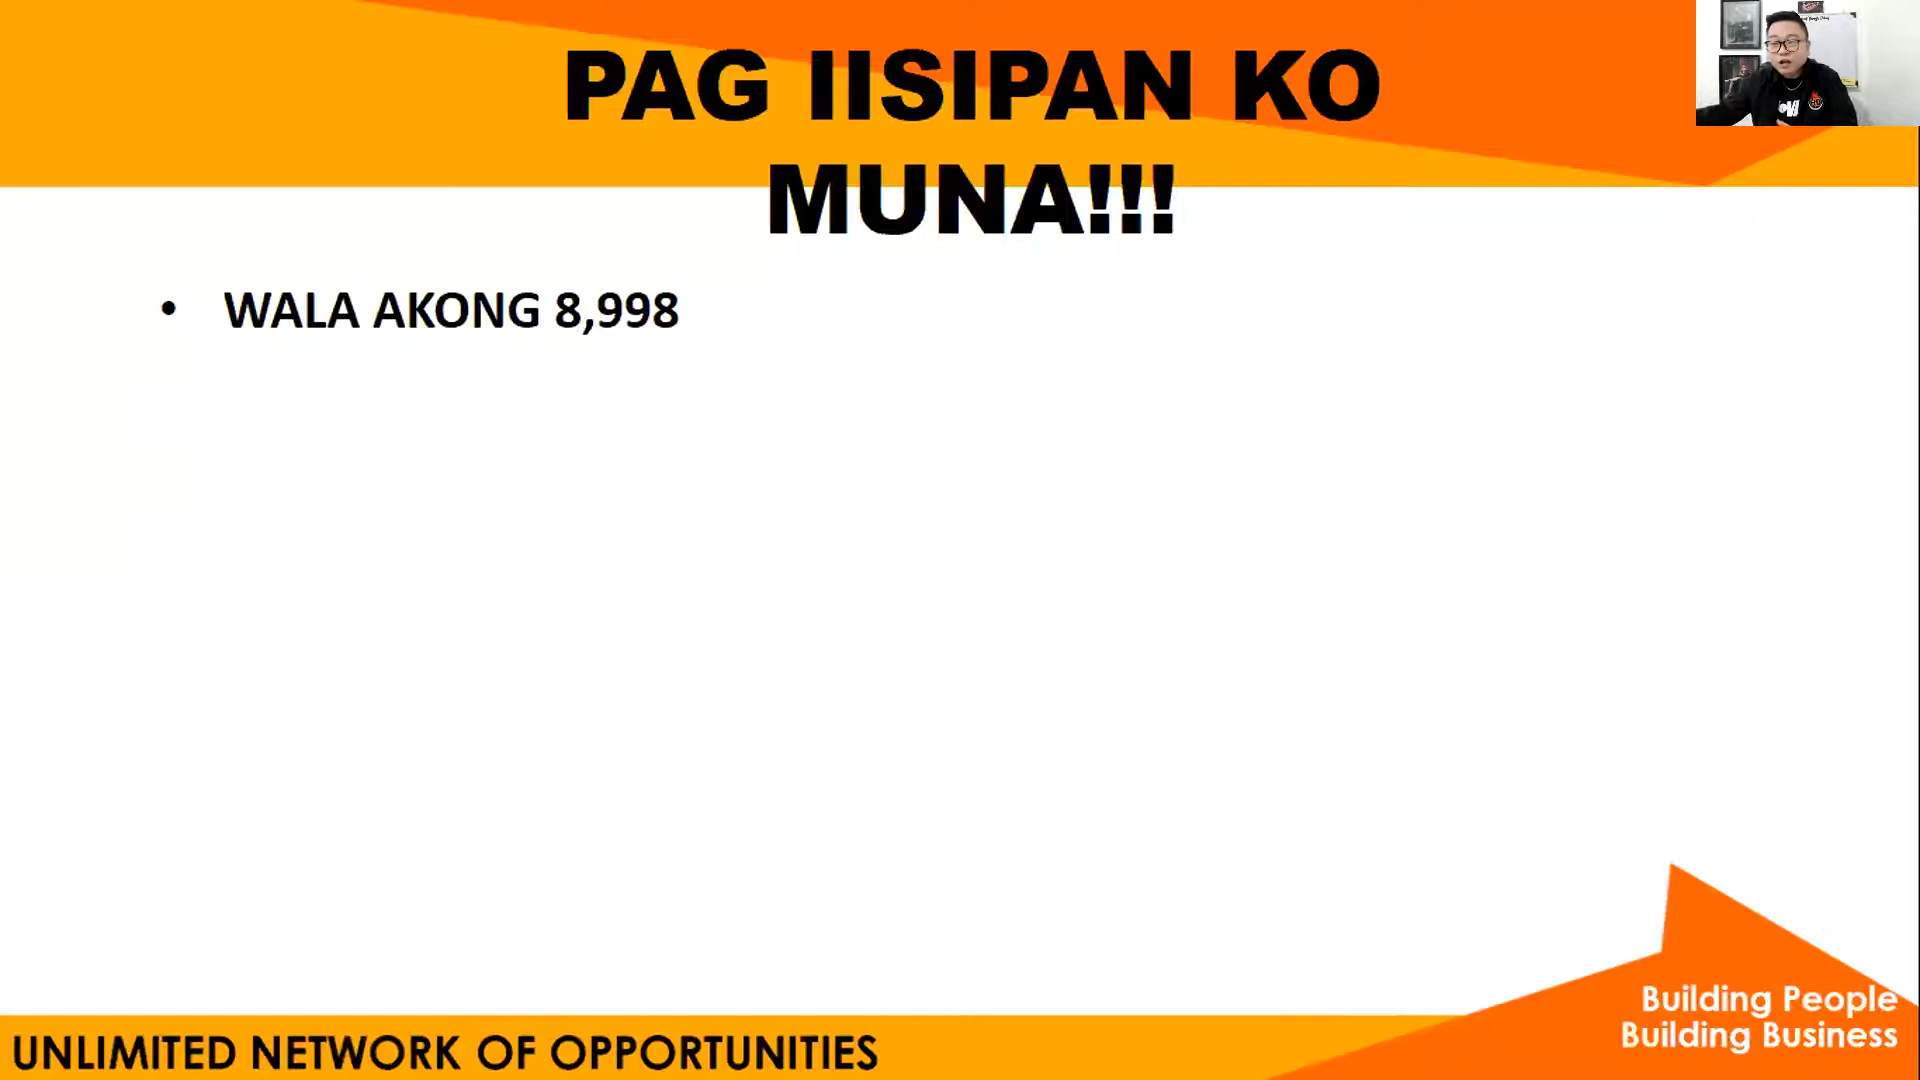 PAG IISIPAN KO
MUNA!!!
• WALA AKONG 8,998
Building People
Building Business
UNLIMITED NETWORK OF OPPORTUNITIES